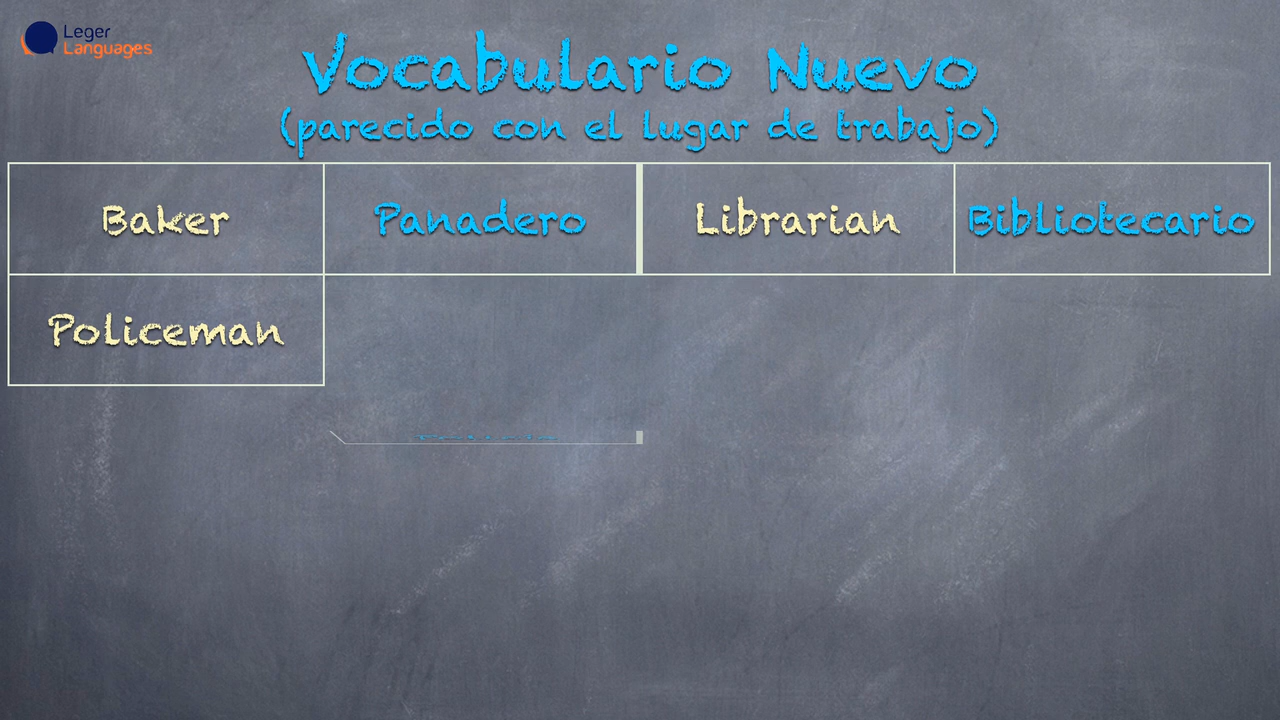 Leger
Languages
Vocabulario Nuevo
(parecido con el lugar de trabajo)
Baker Panadero Librarian Bibliotecario
Policeman